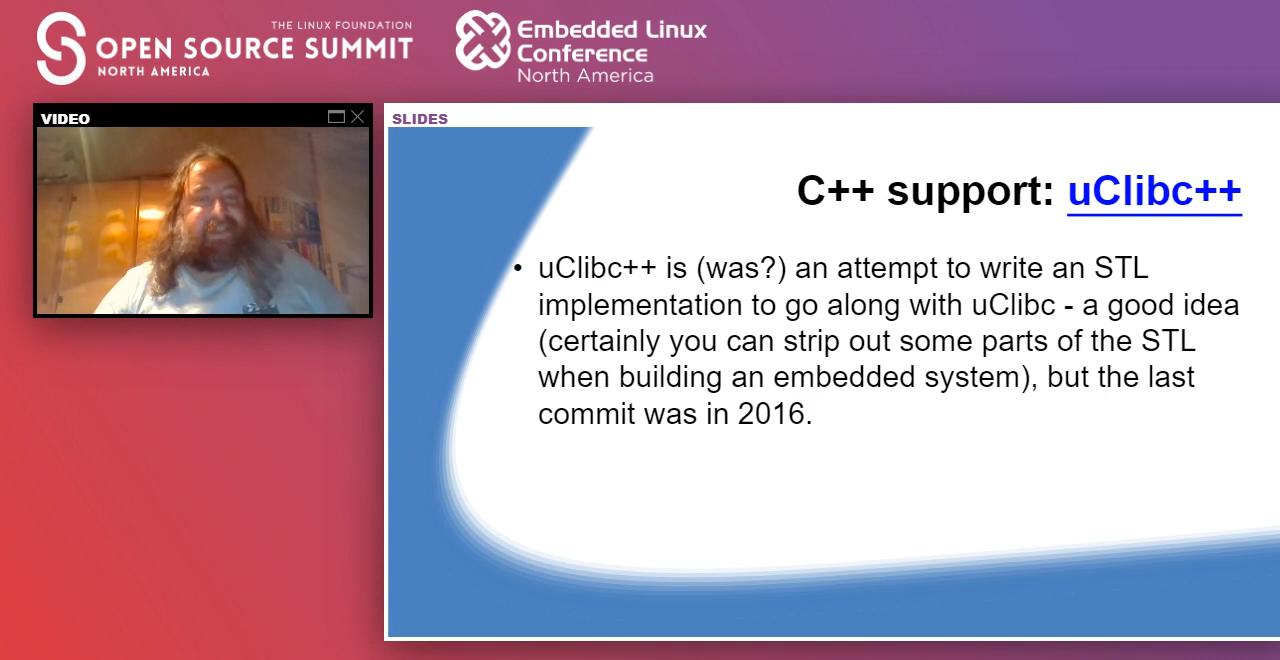 THE LINUX FOUNDATION
OPEN SOURCE SUMMIT
NORTH AMERICA
Embedded Linux
Conference
North America
VIDEO
SLIDES
C++ support: uClibc++
• uClibc++ is (was?) an attempt to write an STL
implementation to go along with uClibc - a good idea
(certainly you can strip out some parts of the STL
when building an embedded system), but the last
commit was in 2016.